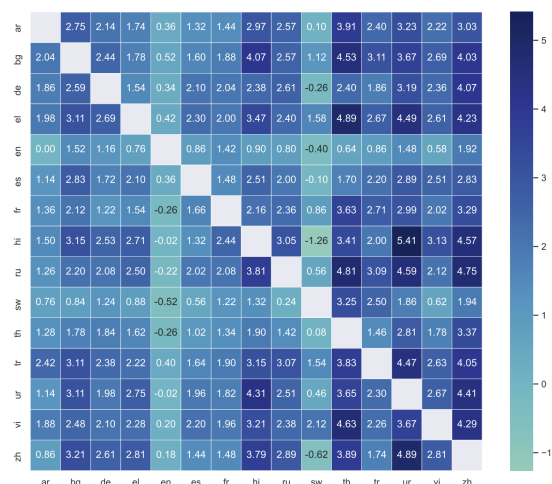 ar 2.75 2.14 1.74 0.36 1.32 1.44 2.97 2.57 0.10 3.91 2.40 3.23 2.22 3.03
bg 2.04 2.44 1.78 0.52 1.60 1.88 4.07 2.57 1.12 4.53 3.11 3.67 2.69 4.03
de 1.86 2.59 1.54 0.34 2.10 2.04 2.38 2.61 -0.26 2.40 1.86 3.19 2.36 4.07
el 1.98 3.11 2.69 0.42 2.30 2.00 3.47 2.40 1.58 4.89 2.67 4.49 2.61 4.23
en 0.00 1.52 1.16 0.76 0.86 1.42 0.90 0.80 -0.40 0.64 0.86 1.48 0.58 1.92
es 1.14 2.83 1.72 2.10 0.36 1.48 2.51 2.00 -0.10 1.70 2.20 2.89 2.51 2.83
fr 1.36 2.12 1.22 1.54 -0.26 1.66 2.16 2.36 0.86 3.63 2.71 2.99 2.02 3.29
hi 1.50 3.15 2.53 2.71 -0.02 1.32 2.44 3.05 -1.26 3.41 2.00 5.41 3.13 4.57
ru 1.26 2.20 2.08 2.50 -0.22 2.02 2.08 3.81 0.56 4.81 3.09 4.59 2.12 4.75
sw 0.76 0.84 1.24 0.88 -0.52 0.56 1.22 1.32 0.24 3.25 2.50 1.86 0.62 1.94
th 1.28 1.78 1.84 1.62 -0.26 1.02 1.34 1.90 1.42 0.08 1.46 2.81 1.78 3.37
tr 2.42 3.11 2.38 2.22 0.40 1.64 1.90 3.15 3.07 1.54 3.83 4.47 2.63 4.05
ur 1.14 3.11 1.98 2.75 -0.02 1.96 1.82 4.31 2.51 0.46 3.65 2.30 2.67 4.41
vi 1.88 2.48 2.10 2.28 0.20 2.20 1.96 3.21 2.38 2.12 4.63 2.26 3.67 4.29
zh 0.86 3.21 2.61 2.81 0.18 1.44 1.48 3.79 2.89 -0.62 3.89 1.74 4.89 2.81
ar bg de el en es fr hi ru sw th tr ur vi zh
5
4
3
2
1
0
−1